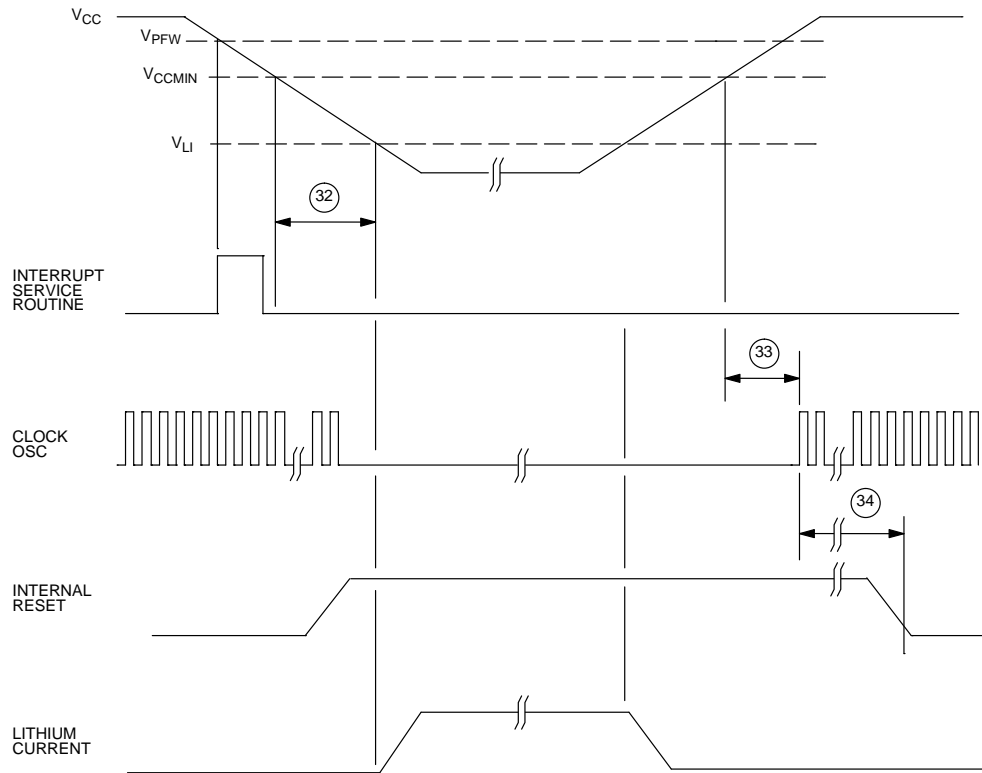 VCC
VPFW
VCCMIN
VLI
32
INTERRUPT
SERVICE
ROUTINE
33
CLOCK
OSC
34
INTERNAL
RESET
LITHIUM
CURRENT